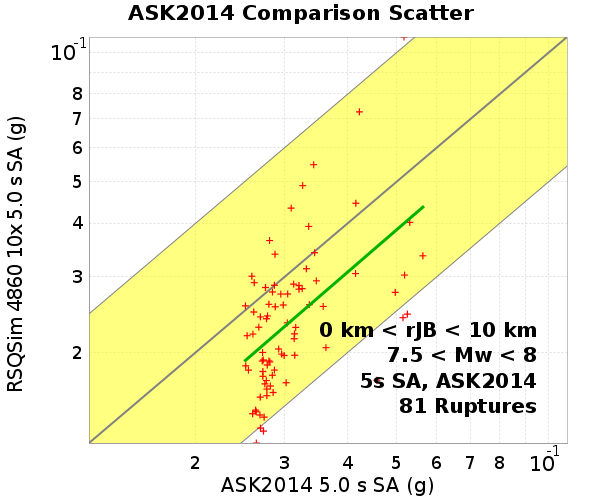 ASK2014 Comparison Scatter
RSQSim 4860 10x 5.0 s SA (g)
10-1
8
7
6
5
4
3
2
0 km < rJB < 10 km
7.5 < Mw < 8
5s SA, ASK2014
81 Ruptures
2 3 4 5 6 7 8 10-1
ASK2014 5.0 s SA (g)